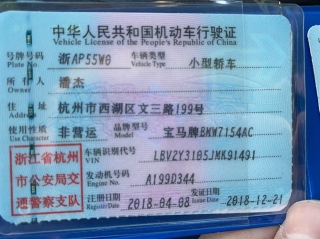 中华人民共和国机动车行驶证
Vehicle License of the People's Republic of China
号牌号码 浙AP55W0 车辆类型 小型轿车
Plate No. Vehicle Type
所有人 潘杰
Owner
住址 杭州市西湖区文三路199号
Address
使用性质 非营运 品牌型号 宝马牌BMW7154AC
Use Character Model
浙江省杭州
市公安局交
通警察支队
车辆识别代号 LBVZY3105JMK91491
VIN
发动机号码 A199D344
Engine No.
注册日期 2018-04-08 发证日期 2018-12-21
Register Date Issue Date